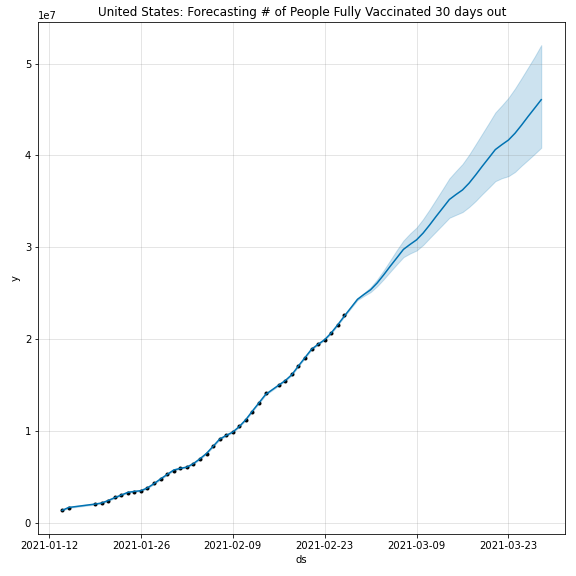 United States: Forecasting # of People Fully Vaccinated 30 days out
1e7
5
4
3
2
1
0
y
2021-01-12 2021-01-26 2021-02-09 2021-02-23 2021-03-09 2021-03-23
ds